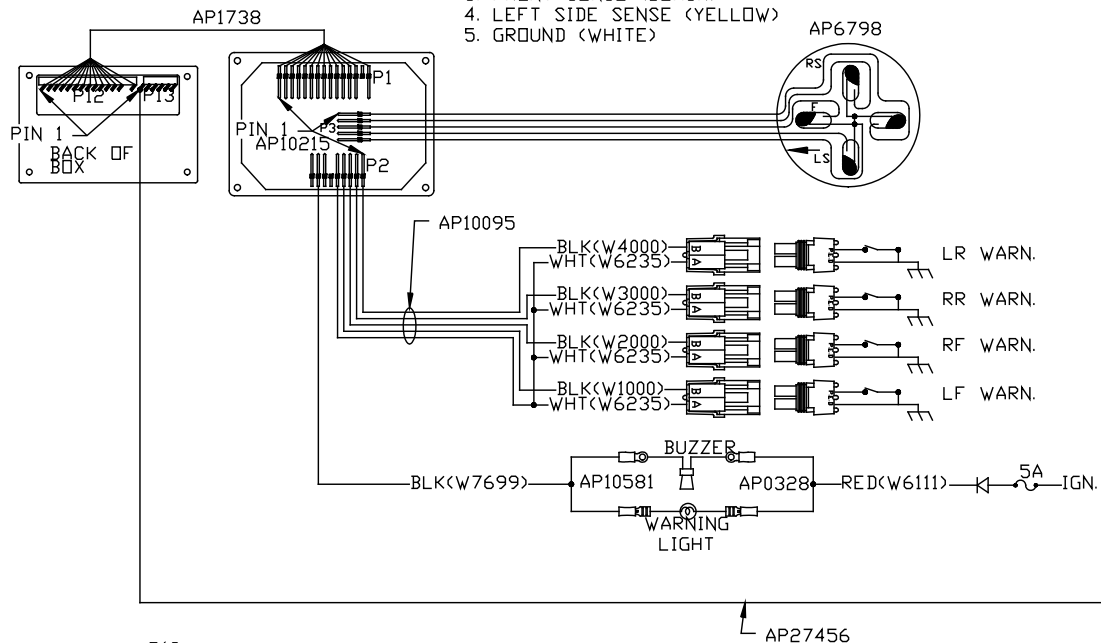 AP1738
4. LEFT SIDE SENSE (YELLOW)
5. GROUND (WHITE)
AP6798
P12
P13
PIN 1
BACK OF
BOX
P1
PIN 1
P3
AP10215
P2
RS
F
LS
AP10095
BLK(W4000)
WHT(W6235)
B
A
LR WARN.
BLK(W3000)
WHT(W6235)
B
A
RR WARN.
BLK(W2000)
WHT(W6235)
B
A
RF WARN.
BLK(W1000)
WHT(W6235)
B
A
LF WARN.
BUZZER
BLK(W7699)
AP10581
AP0328
RED(W6111)
5A
IGN.
WARNING
LIGHT
AP27456